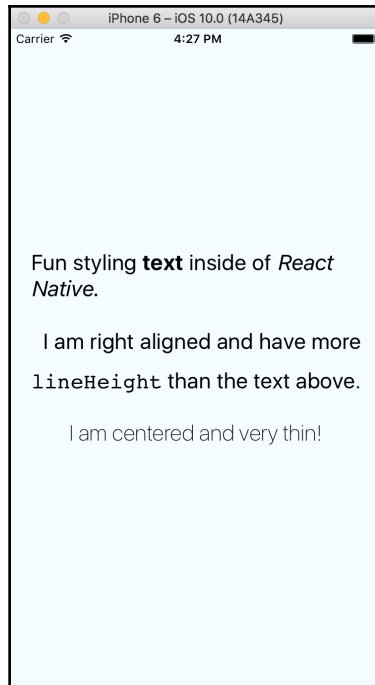 iPhone 6 – iOS 10.0 (14A345)
Carrier 4:27 PM
Fun styling text inside of React
Native.
I am right aligned and have more
lineHeight than the text above.
I am centered and very thin!